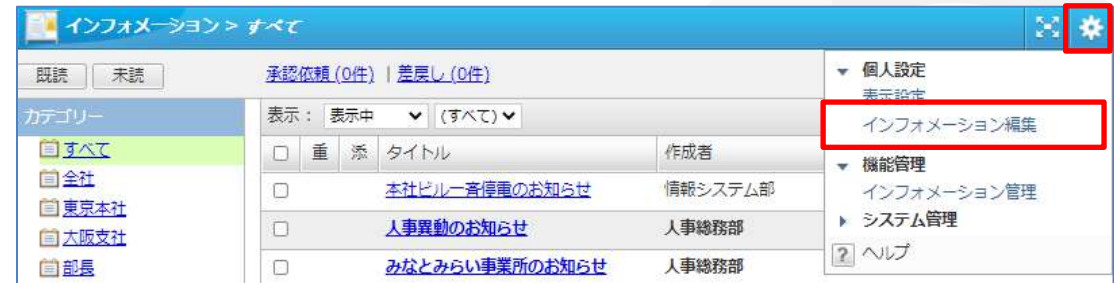 インフォメーション > すべて
既読 未読 承認依頼 (0件) | 差戻し (0件)
カテゴリー
すべて
全社
東京本社
大阪支社
部長
表示： 表示中 (すべて)
重 添 タイトル 作成者
本社ビル一斉停電のお知らせ 情報システム部
人事異動のお知らせ 人事総務部
みなとみらい事業所のお知らせ 人事総務部
個人設定
表示設定
インフォメーション編集
機能管理
インフォメーション管理
システム管理
? ヘルプ